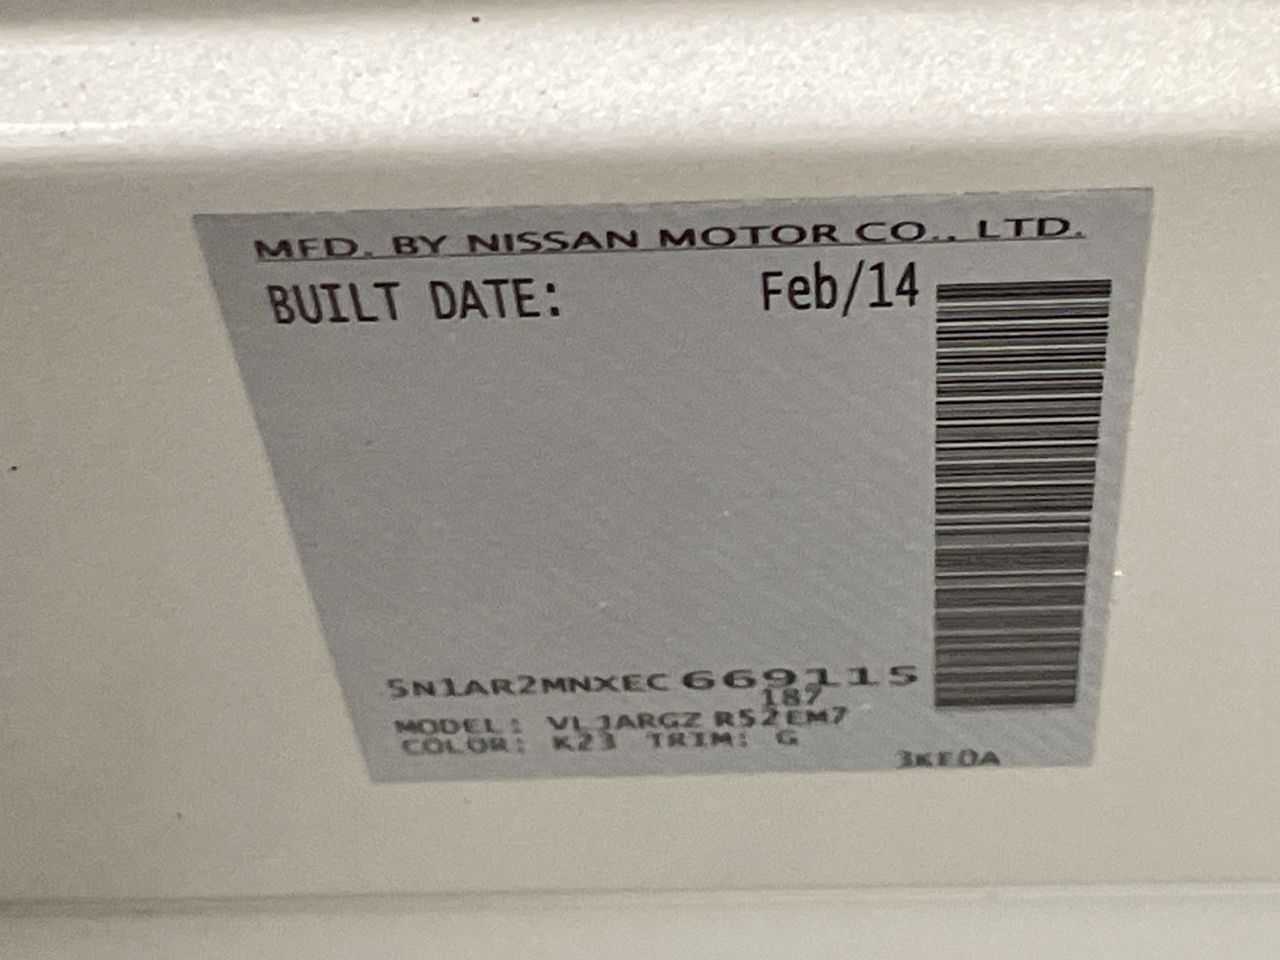 MFD. BY NISSAN MOTOR CO., LTD.
BUILT DATE: Feb/14
5N1AR2MNXEC669115
187
MODEL: VLJARGZ R52EM7
COLOR: K23 TRIM: G
3KE0A